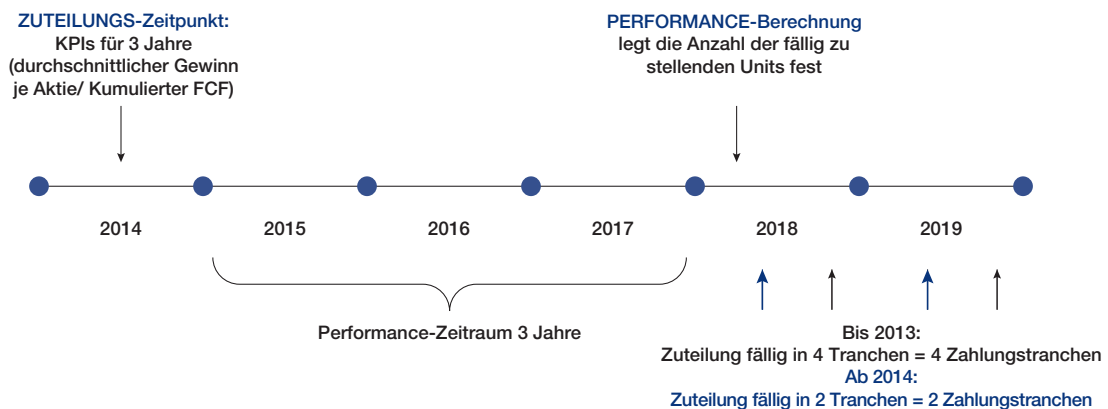 ZUTEILUNGS-Zeitpunkt:
KPIs für 3 Jahre
(durchschnittlicher Gewinn
je Aktie/ Kumulierter FCF)
PERFORMANCE-Berechnung
legt die Anzahl der fällig zu
stellenden Units fest
2014
2015
2016
2017
2018
2019
Performance-Zeitraum 3 Jahre
Bis 2013:
Zuteilung fällig in 4 Tranchen = 4 Zahlungstranchen
Ab 2014:
Zuteilung fällig in 2 Tranchen = 2 Zahlungstranchen